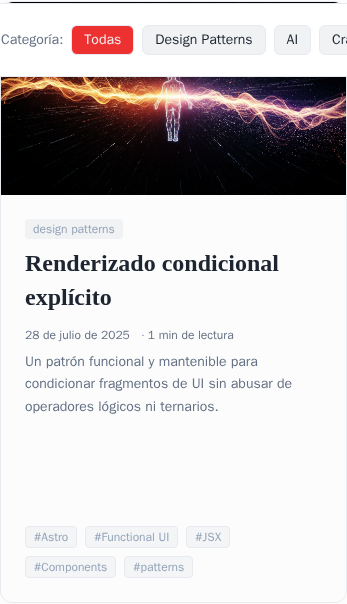 Categoría: Todas Design Patterns AI Cra
design patterns
Renderizado condicional
explícito
28 de julio de 2025 · 1 min de lectura
Un patrón funcional y mantenible para
condicionar fragmentos de UI sin abusar de
operadores lógicos ni ternarios.
#Astro #Functional UI #JSX
#Components #patterns